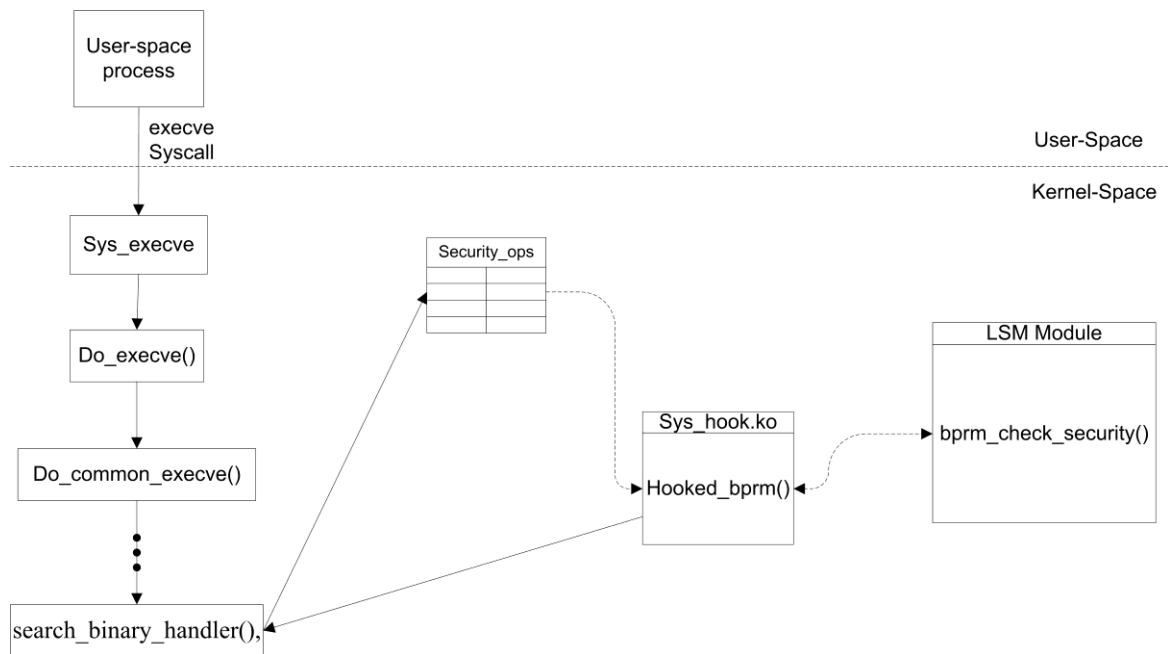 User-space
process
execve
Syscall
User-Space
Kernel-Space
Sys_execve
Security_ops
Do_execve()
LSM Module
Sys_hook.ko
bprm_check_security()
Do_common_execve()
Hooked_bprm()
search_binary_handler(),